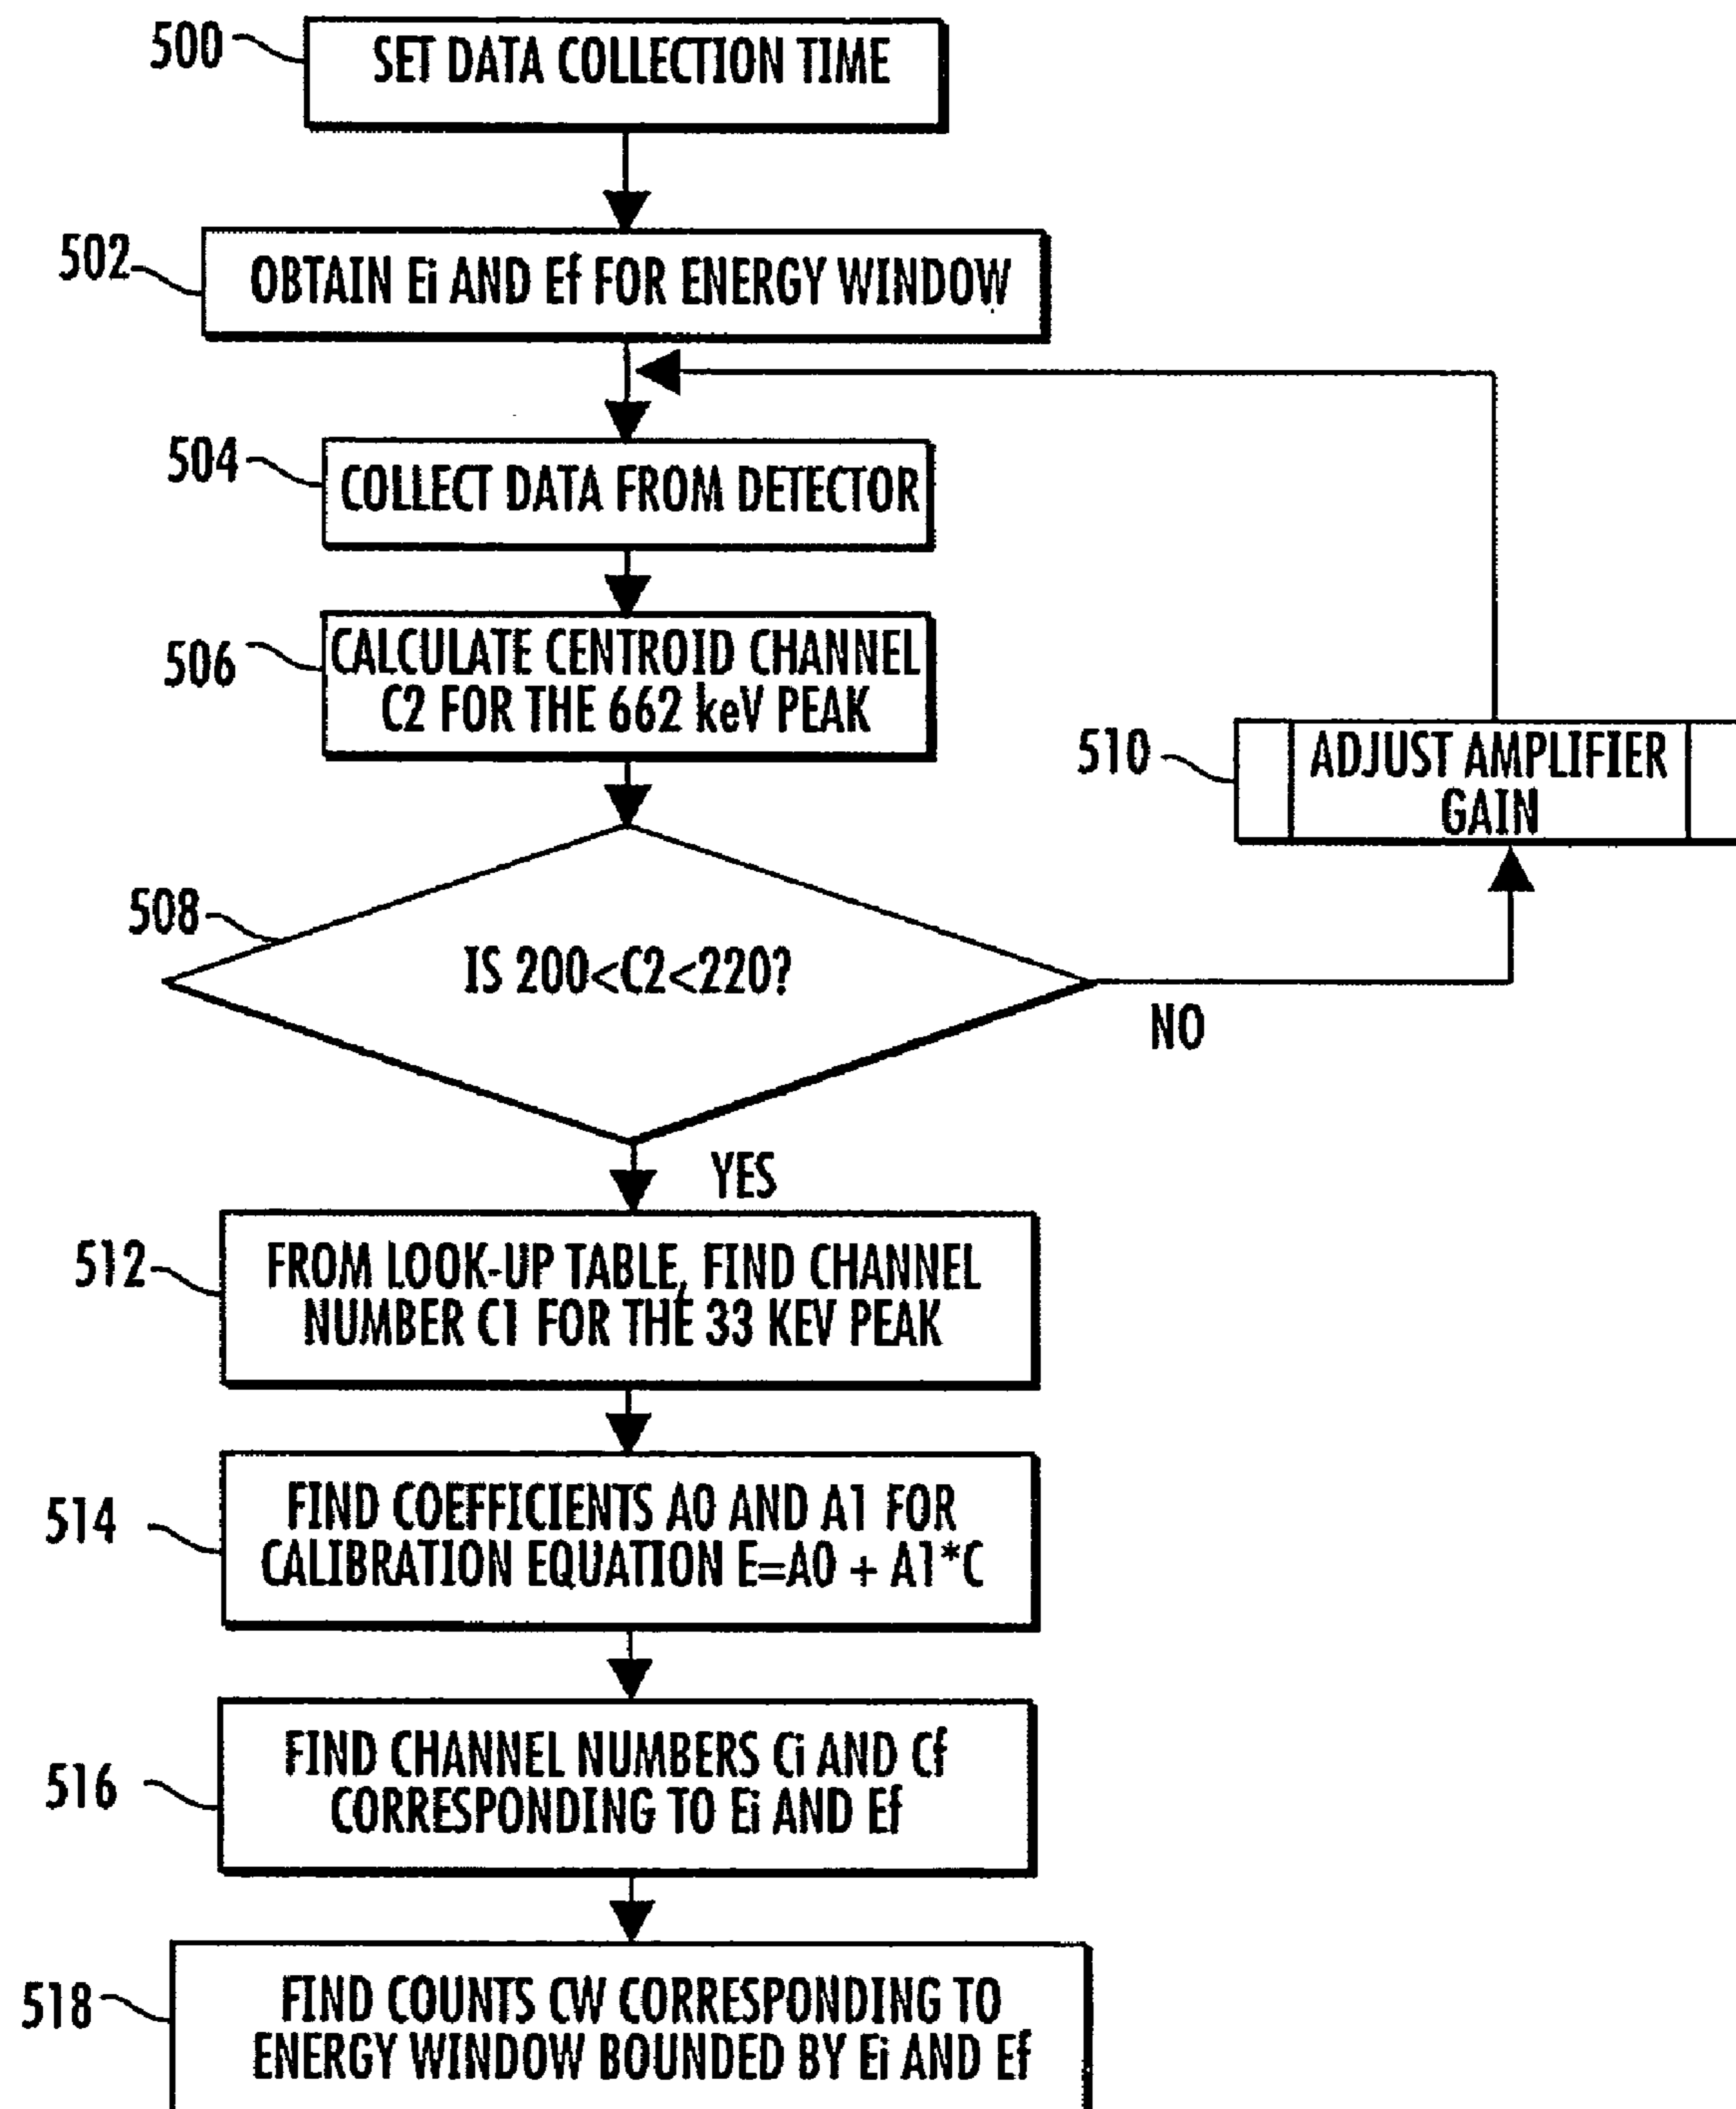 500
SET DATA COLLECTION TIME
502
OBTAIN Ei AND Ef FOR ENERGY WINDOW
504
COLLECT DATA FROM DETECTOR
506
CALCULATE CENTROID CHANNEL
C2 FOR THE 662 keV PEAK
510
ADJUST AMPLIFIER
GAIN
508
IS 200<C2<220?
NO
YES
512
FROM LOOK-UP TABLE, FIND CHANNEL
NUMBER C1 FOR THE 33 KEV PEAK
514
FIND COEFFICIENTS A0 AND A1 FOR
CALIBRATION EQUATION E=A0 + A1*C
516
FIND CHANNEL NUMBERS Ci AND Cf
CORRESPONDING TO Ei AND Ef
518
FIND COUNTS CW CORRESPONDING TO
ENERGY WINDOW BOUNDED BY Ei AND Ef